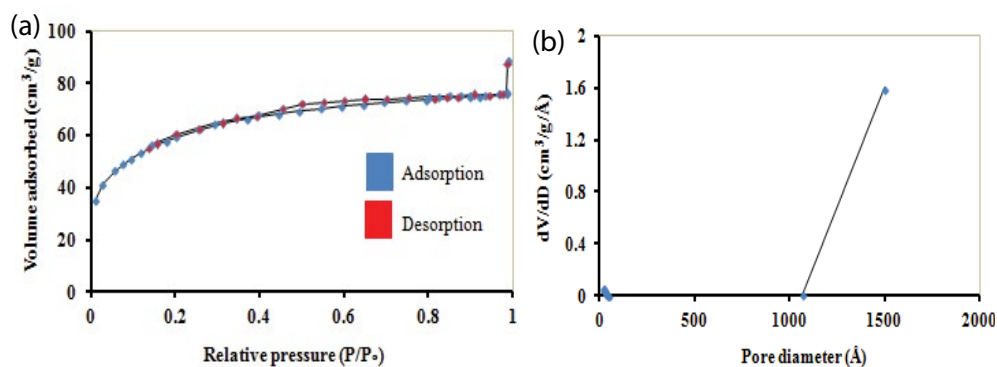 (a)
100
80
60
40
20
0
0
0.2
0.4
0.6
0.8
1
Volume adsorbed (cm³/g)
Relative pressure (P/Pₒ)
Adsorption
Desorption
(b)
2
1.6
1.2
0.8
0.4
0
0
500
1000
1500
2000
dV/dD (cm³/g/Å)
Pore diameter (Å)